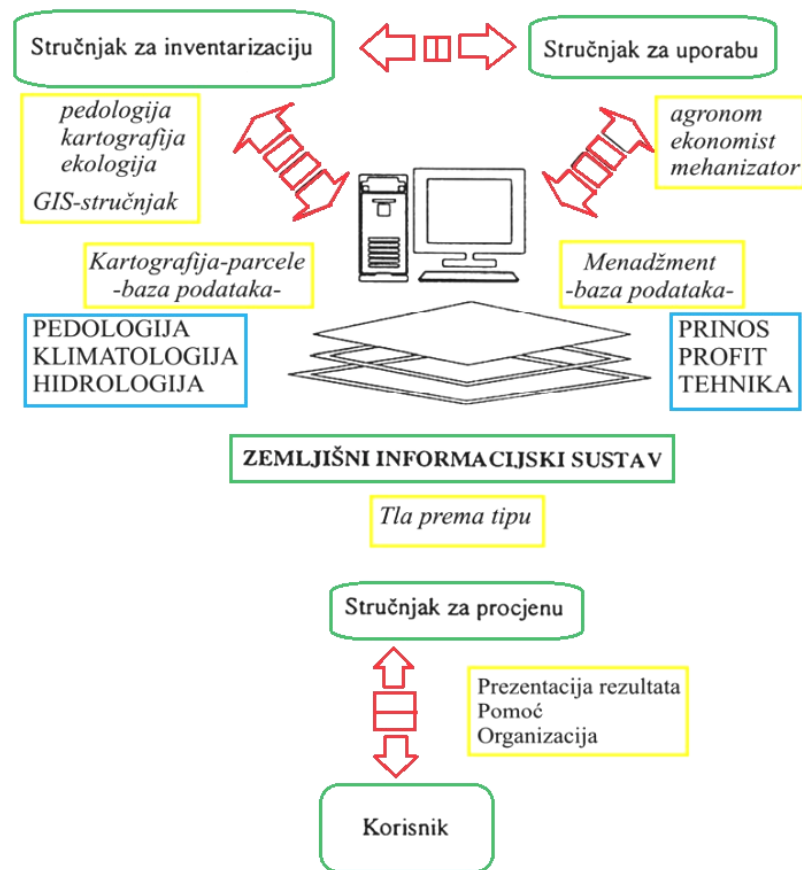 Stručnjak za inventarizaciju
Stručnjak za uporabu
pedologija
kartografija
ekologija
GIS-stručnjak
agronom
ekonomist
mehanizator
Kartografija-parcele
-baza podataka-
Menadžment
-baza podataka-
PEDOLOGIJA
KLIMATOLOGIJA
HIDROLOGIJA
PRINOS
PROFIT
TEHNIKA
ZEMLJIŠNI INFORMACIJSKI SUSTAV
Tla prema tipu
Stručnjak za procjenu
Prezentacija rezultata
Pomoć
Organizacija
Korisnik